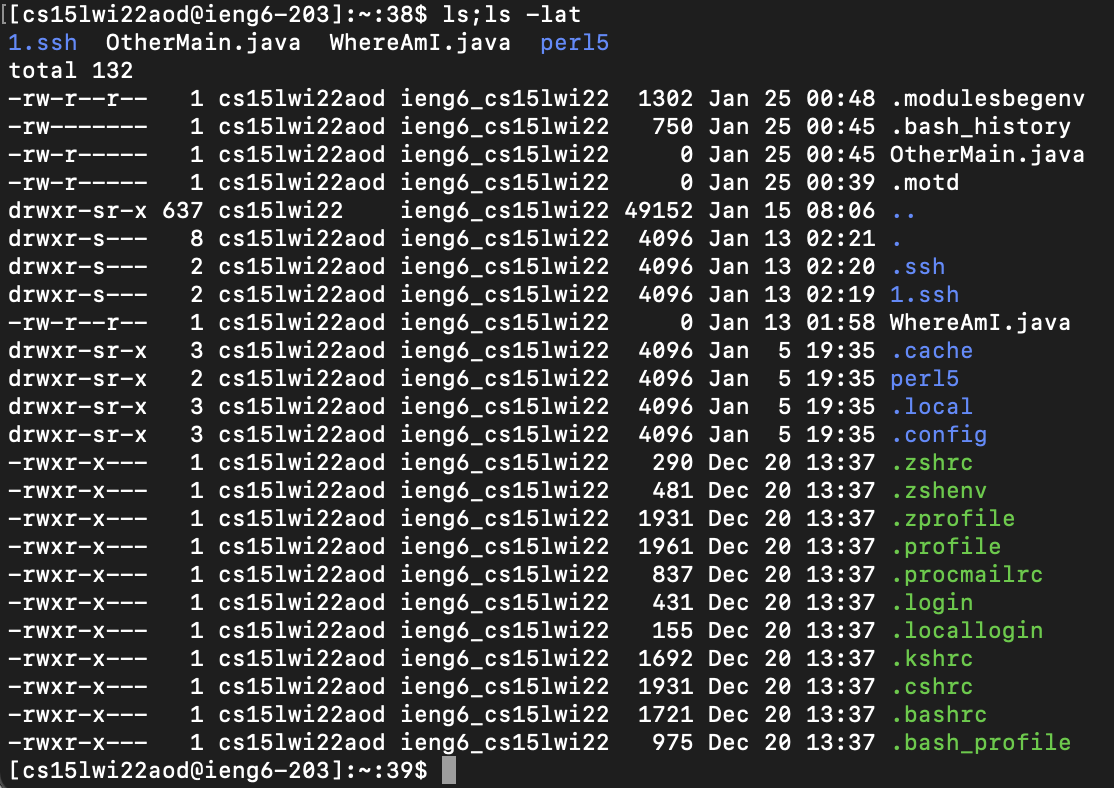 [[cs15lwi22aod@ieng6-203]:~:38$ ls;ls -lat
1.ssh  OtherMain.java  WhereAmI.java  perl5
total 132
-rw-r--r--   1 cs15lwi22aod ieng6_cs15lwi22  1302 Jan 25 00:48 .modulesbegenv
-rw-------   1 cs15lwi22aod ieng6_cs15lwi22   750 Jan 25 00:45 .bash_history
-rw-r-----   1 cs15lwi22aod ieng6_cs15lwi22     0 Jan 25 00:45 OtherMain.java
-rw-r-----   1 cs15lwi22aod ieng6_cs15lwi22     0 Jan 25 00:39 .motd
drwxr-sr-x 637 cs15lwi22    ieng6_cs15lwi22 49152 Jan 15 08:06 ..
drwxr-s---   8 cs15lwi22aod ieng6_cs15lwi22  4096 Jan 13 02:21 .
drwxr-s---   2 cs15lwi22aod ieng6_cs15lwi22  4096 Jan 13 02:20 .ssh
drwxr-s---   2 cs15lwi22aod ieng6_cs15lwi22  4096 Jan 13 02:19 1.ssh
-rw-r--r--   1 cs15lwi22aod ieng6_cs15lwi22     0 Jan 13 01:58 WhereAmI.java
drwxr-sr-x   3 cs15lwi22aod ieng6_cs15lwi22  4096 Jan  5 19:35 .cache
drwxr-sr-x   2 cs15lwi22aod ieng6_cs15lwi22  4096 Jan  5 19:35 perl5
drwxr-sr-x   3 cs15lwi22aod ieng6_cs15lwi22  4096 Jan  5 19:35 .local
drwxr-sr-x   3 cs15lwi22aod ieng6_cs15lwi22  4096 Jan  5 19:35 .config
-rwxr-x---   1 cs15lwi22aod ieng6_cs15lwi22   290 Dec 20 13:37 .zshrc
-rwxr-x---   1 cs15lwi22aod ieng6_cs15lwi22   481 Dec 20 13:37 .zshenv
-rwxr-x---   1 cs15lwi22aod ieng6_cs15lwi22  1931 Dec 20 13:37 .zprofile
-rwxr-x---   1 cs15lwi22aod ieng6_cs15lwi22  1961 Dec 20 13:37 .profile
-rwxr-x---   1 cs15lwi22aod ieng6_cs15lwi22   837 Dec 20 13:37 .procmailrc
-rwxr-x---   1 cs15lwi22aod ieng6_cs15lwi22   431 Dec 20 13:37 .login
-rwxr-x---   1 cs15lwi22aod ieng6_cs15lwi22   155 Dec 20 13:37 .locallogin
-rwxr-x---   1 cs15lwi22aod ieng6_cs15lwi22  1692 Dec 20 13:37 .kshrc
-rwxr-x---   1 cs15lwi22aod ieng6_cs15lwi22  1931 Dec 20 13:37 .cshrc
-rwxr-x---   1 cs15lwi22aod ieng6_cs15lwi22  1721 Dec 20 13:37 .bashrc
-rwxr-x---   1 cs15lwi22aod ieng6_cs15lwi22   975 Dec 20 13:37 .bash_profile
[cs15lwi22aod@ieng6-203]:~:39$